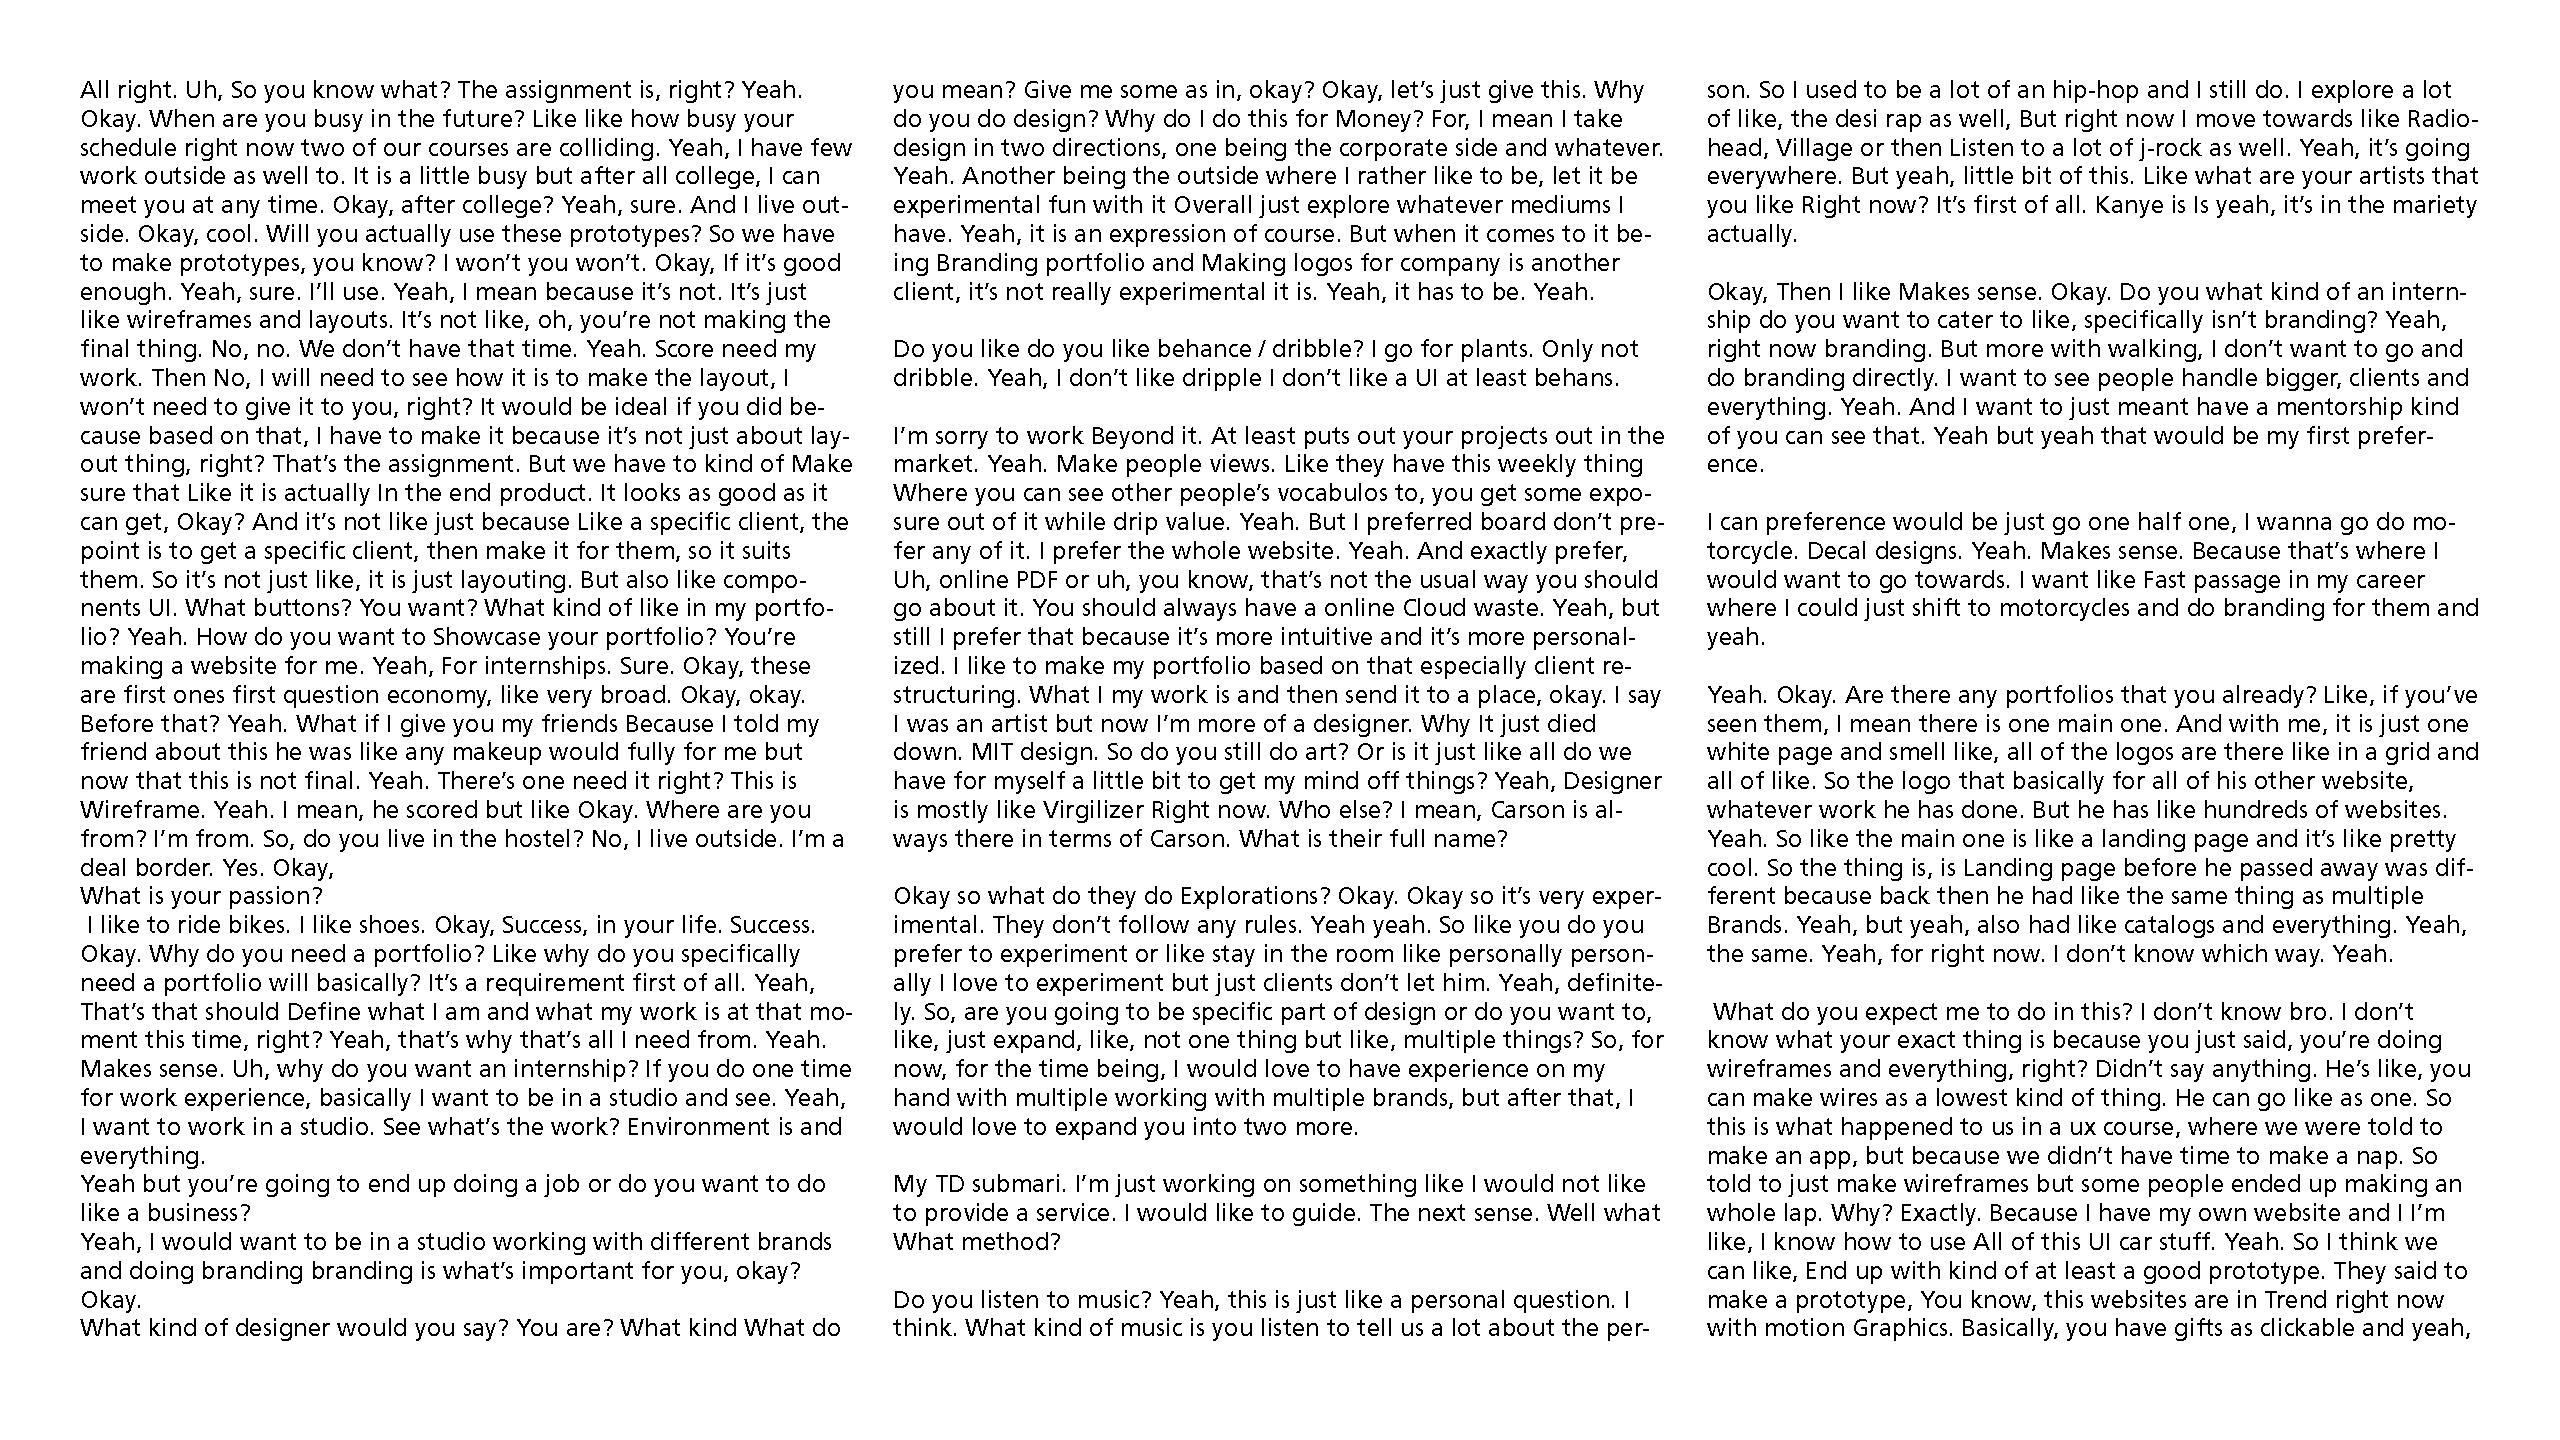 All right. Uh, So you know what? The assignment is, right? Yeah.
Okay. When are you busy in the future? Like like how busy your
schedule right now two of our courses are colliding. Yeah, I have few
work outside as well to. It is a little busy but after all college, I can
meet you at any time. Okay, after college? Yeah, sure. And I live out-
side. Okay, cool. Will you actually use these prototypes? So we have
to make prototypes, you know? I won't you won't. Okay, If it's good
enough. Yeah, sure. I'll use. Yeah, I mean because it's not. It's just
like wireframes and layouts. It's not like, oh, you're not making the
final thing. No, no. We don't have that time. Yeah. Score need my
work. Then No, I will need to see how it is to make the layout, I
won't need to give it to you, right? It would be ideal if you did be-
cause based on that, I have to make it because it's not just about lay-
out thing, right? That's the assignment. But we have to kind of Make
sure that Like it is actually In the end product. It looks as good as it
can get, Okay? And it's not like just because Like a specific client, the
point is to get a specific client, then make it for them, so it suits
them. So it's not just like, it is just layouting. But also like compo-
nents UI. What buttons? You want? What kind of like in my portfo-
lio? Yeah. How do you want to Showcase your portfolio? You're
making a website for me. Yeah, For internships. Sure. Okay, these
are first ones first question economy, like very broad. Okay, okay.
Before that? Yeah. What if I give you my friends Because I told my
friend about this he was like any makeup would fully for me but
now that this is not final. Yeah. There's one need it right? This is
Wireframe. Yeah. I mean, he scored but like Okay. Where are you
from? I'm from. So, do you live in the hostel? No, I live outside. I'm a
deal border. Yes. Okay,
What is your passion?
I like to ride bikes. I like shoes. Okay, Success, in your life. Success.
Okay. Why do you need a portfolio? Like why do you specifically
need a portfolio will basically? It's a requirement first of all. Yeah,
That's that should Define what I am and what my work is at that mo-
ment this time, right? Yeah, that's why that's all I need from. Yeah.
Makes sense. Uh, why do you want an internship? If you do one time
for work experience, basically I want to be in a studio and see. Yeah,
I want to work in a studio. See what's the work? Environment is and
everything.
Yeah but you're going to end up doing a job or do you want to do
like a business?
Yeah, I would want to be in a studio working with different brands
and doing branding branding is what's important for you, okay?
Okay.
What kind of designer would you say? You are? What kind What do
you mean? Give me some as in, okay? Okay, let's just give this. Why
do you do design? Why do I do this for Money? For, I mean I take
design in two directions, one being the corporate side and whatever.
Yeah. Another being the outside where I rather like to be, let it be
experimental fun with it Overall just explore whatever mediums I
have. Yeah, it is an expression of course. But when it comes to it be-
ing Branding portfolio and Making logos for company is another
client, it's not really experimental it is. Yeah, it has to be. Yeah.
Do you like do you like behance / dribble? I go for plants. Only not
dribble. Yeah, I don't like dripple I don't like a UI at least behans.
I'm sorry to work Beyond it. At least puts out your projects out in the
market. Yeah. Make people views. Like they have this weekly thing
Where you can see other people's vocabulos to, you get some expo-
sure out of it while drip value. Yeah. But I preferred board don't pre-
fer any of it. I prefer the whole website. Yeah. And exactly prefer,
Uh, online PDF or uh, you know, that's not the usual way you should
go about it. You should always have a online Cloud waste. Yeah, but
still I prefer that because it's more intuitive and it's more personal-
ized. I like to make my portfolio based on that especially client re-
structuring. What I my work is and then send it to a place, okay. I say
I was an artist but now I'm more of a designer. Why It just died
down. MIT design. So do you still do art? Or is it just like all do we
have for myself a little bit to get my mind off things? Yeah, Designer
is mostly like Virgilizer Right now. Who else? I mean, Carson is al-
ways there in terms of Carson. What is their full name?
Okay so what do they do Explorations? Okay. Okay so it's very exper-
imental. They don't follow any rules. Yeah yeah. So like you do you
prefer to experiment or like stay in the room like personally person-
ally I love to experiment but just clients don't let him. Yeah, definite-
ly. So, are you going to be specific part of design or do you want to,
like, just expand, like, not one thing but like, multiple things? So, for
now, for the time being, I would love to have experience on my
hand with multiple working with multiple brands, but after that, I
would love to expand you into two more.
My TD submari. I'm just working on something like I would not like
to provide a service. I would like to guide. The next sense. Well what
What method?
Do you listen to music? Yeah, this is just like a personal question. I
think. What kind of music is you listen to tell us a lot about the per-
son. So I used to be a lot of an hip-hop and I still do. I explore a lot
of like, the desi rap as well, But right now I move towards like Radio-
head, Village or then Listen to a lot of j-rock as well. Yeah, it's going
everywhere. But yeah, little bit of this. Like what are your artists that
you like Right now? It's first of all. Kanye is Is yeah, it's in the mariety
actually.
Okay, Then I like Makes sense. Okay. Do you what kind of an intern-
ship do you want to cater to like, specifically isn't branding? Yeah,
right now branding. But more with walking, I don't want to go and
do branding directly. I want to see people handle bigger, clients and
everything. Yeah. And I want to just meant have a mentorship kind
of you can see that. Yeah but yeah that would be my first prefer-
ence.
I can preference would be just go one half one, I wanna go do mo-
torcycle. Decal designs. Yeah. Makes sense. Because that's where I
would want to go towards. I want like Fast passage in my career
where I could just shift to motorcycles and do branding for them and
yeah.
Yeah. Okay. Are there any portfolios that you already? Like, if you've
seen them, I mean there is one main one. And with me, it is just one
white page and smell like, all of the logos are there like in a grid and
all of like. So the logo that basically for all of his other website,
whatever work he has done. But he has like hundreds of websites.
Yeah. So like the main one is like a landing page and it's like pretty
cool. So the thing is, is Landing page before he passed away was dif-
ferent because back then he had like the same thing as multiple
Brands. Yeah, but yeah, also had like catalogs and everything. Yeah,
the same. Yeah, for right now. I don't know which way. Yeah.
What do you expect me to do in this? I don't know bro. I don't
know what your exact thing is because you just said, you're doing
wireframes and everything, right? Didn't say anything. He's like, you
can make wires as a lowest kind of thing. He can go like as one. So
this is what happened to us in a ux course, where we were told to
make an app, but because we didn't have time to make a nap. So
told to just make wireframes but some people ended up making an
whole lap. Why? Exactly. Because I have my own website and I I'm
like, I know how to use All of this UI car stuff. Yeah. So I think we
can like, End up with kind of at least a good prototype. They said to
make a prototype, You know, this websites are in Trend right now
with motion Graphics. Basically, you have gifts as clickable and yeah,